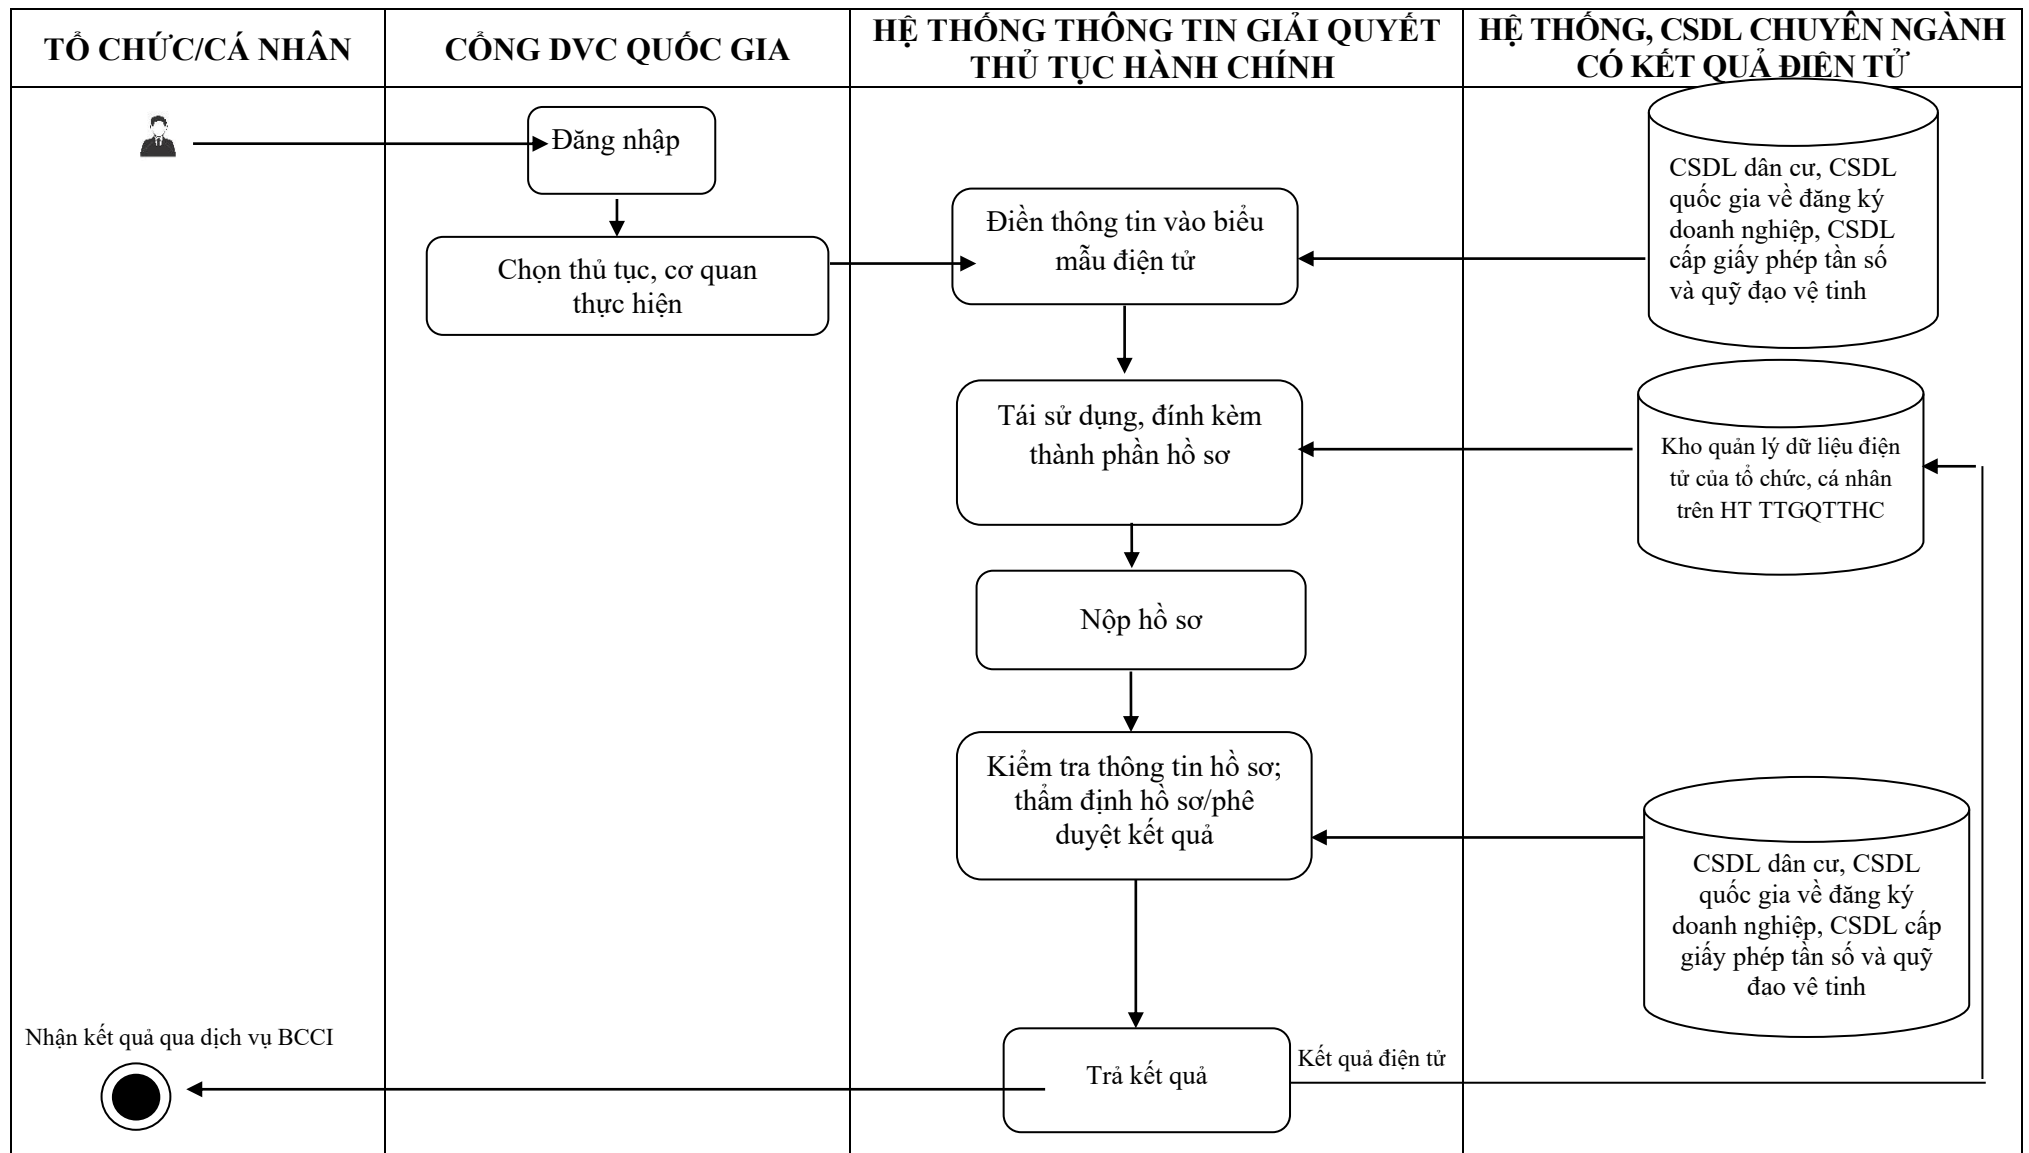 TỔ CHỨC/CÁ NHÂN
CỔNG DVC QUỐC GIA
HỆ THỐNG THÔNG TIN GIẢI QUYẾT
THỦ TỤC HÀNH CHÍNH
HỆ THỐNG, CSDL CHUYÊN NGÀNH
CÓ KẾT QUẢ ĐIỆN TỬ
Đăng nhập
Chọn thủ tục, cơ quan
thực hiện
Điền thông tin vào biểu
mẫu điện tử
CSDL dân cư, CSDL
quốc gia về đăng ký
doanh nghiệp, CSDL
cấp giấy phép tần số
và quỹ đạo vệ tinh
Tái sử dụng, đính kèm
thành phần hồ sơ
Kho quản lý dữ liệu điện
tử của tổ chức, cá nhân
trên HT TTGQTTHC
Nộp hồ sơ
Kiểm tra thông tin hồ sơ;
thẩm định hồ sơ/phê
duyệt kết quả
CSDL dân cư, CSDL
quốc gia về đăng ký
doanh nghiệp, CSDL cấp
giấy phép tần số và quỹ
đao vê tinh
Nhận kết quả qua dịch vụ BCCI
Trả kết quả
Kết quả điện tử